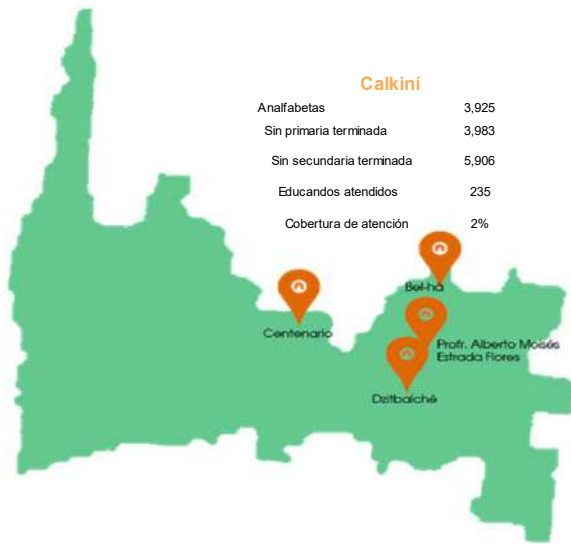 Calkiní
Analfabetas 3,925
Sin primaria terminada 3,983
Sin secundaria terminada 5,906
Educandos atendidos 235
Cobertura de atención 2%
Bel-há
Centenario
Profr. Alberto Moisés
Estrada Flores
Dzitbalché